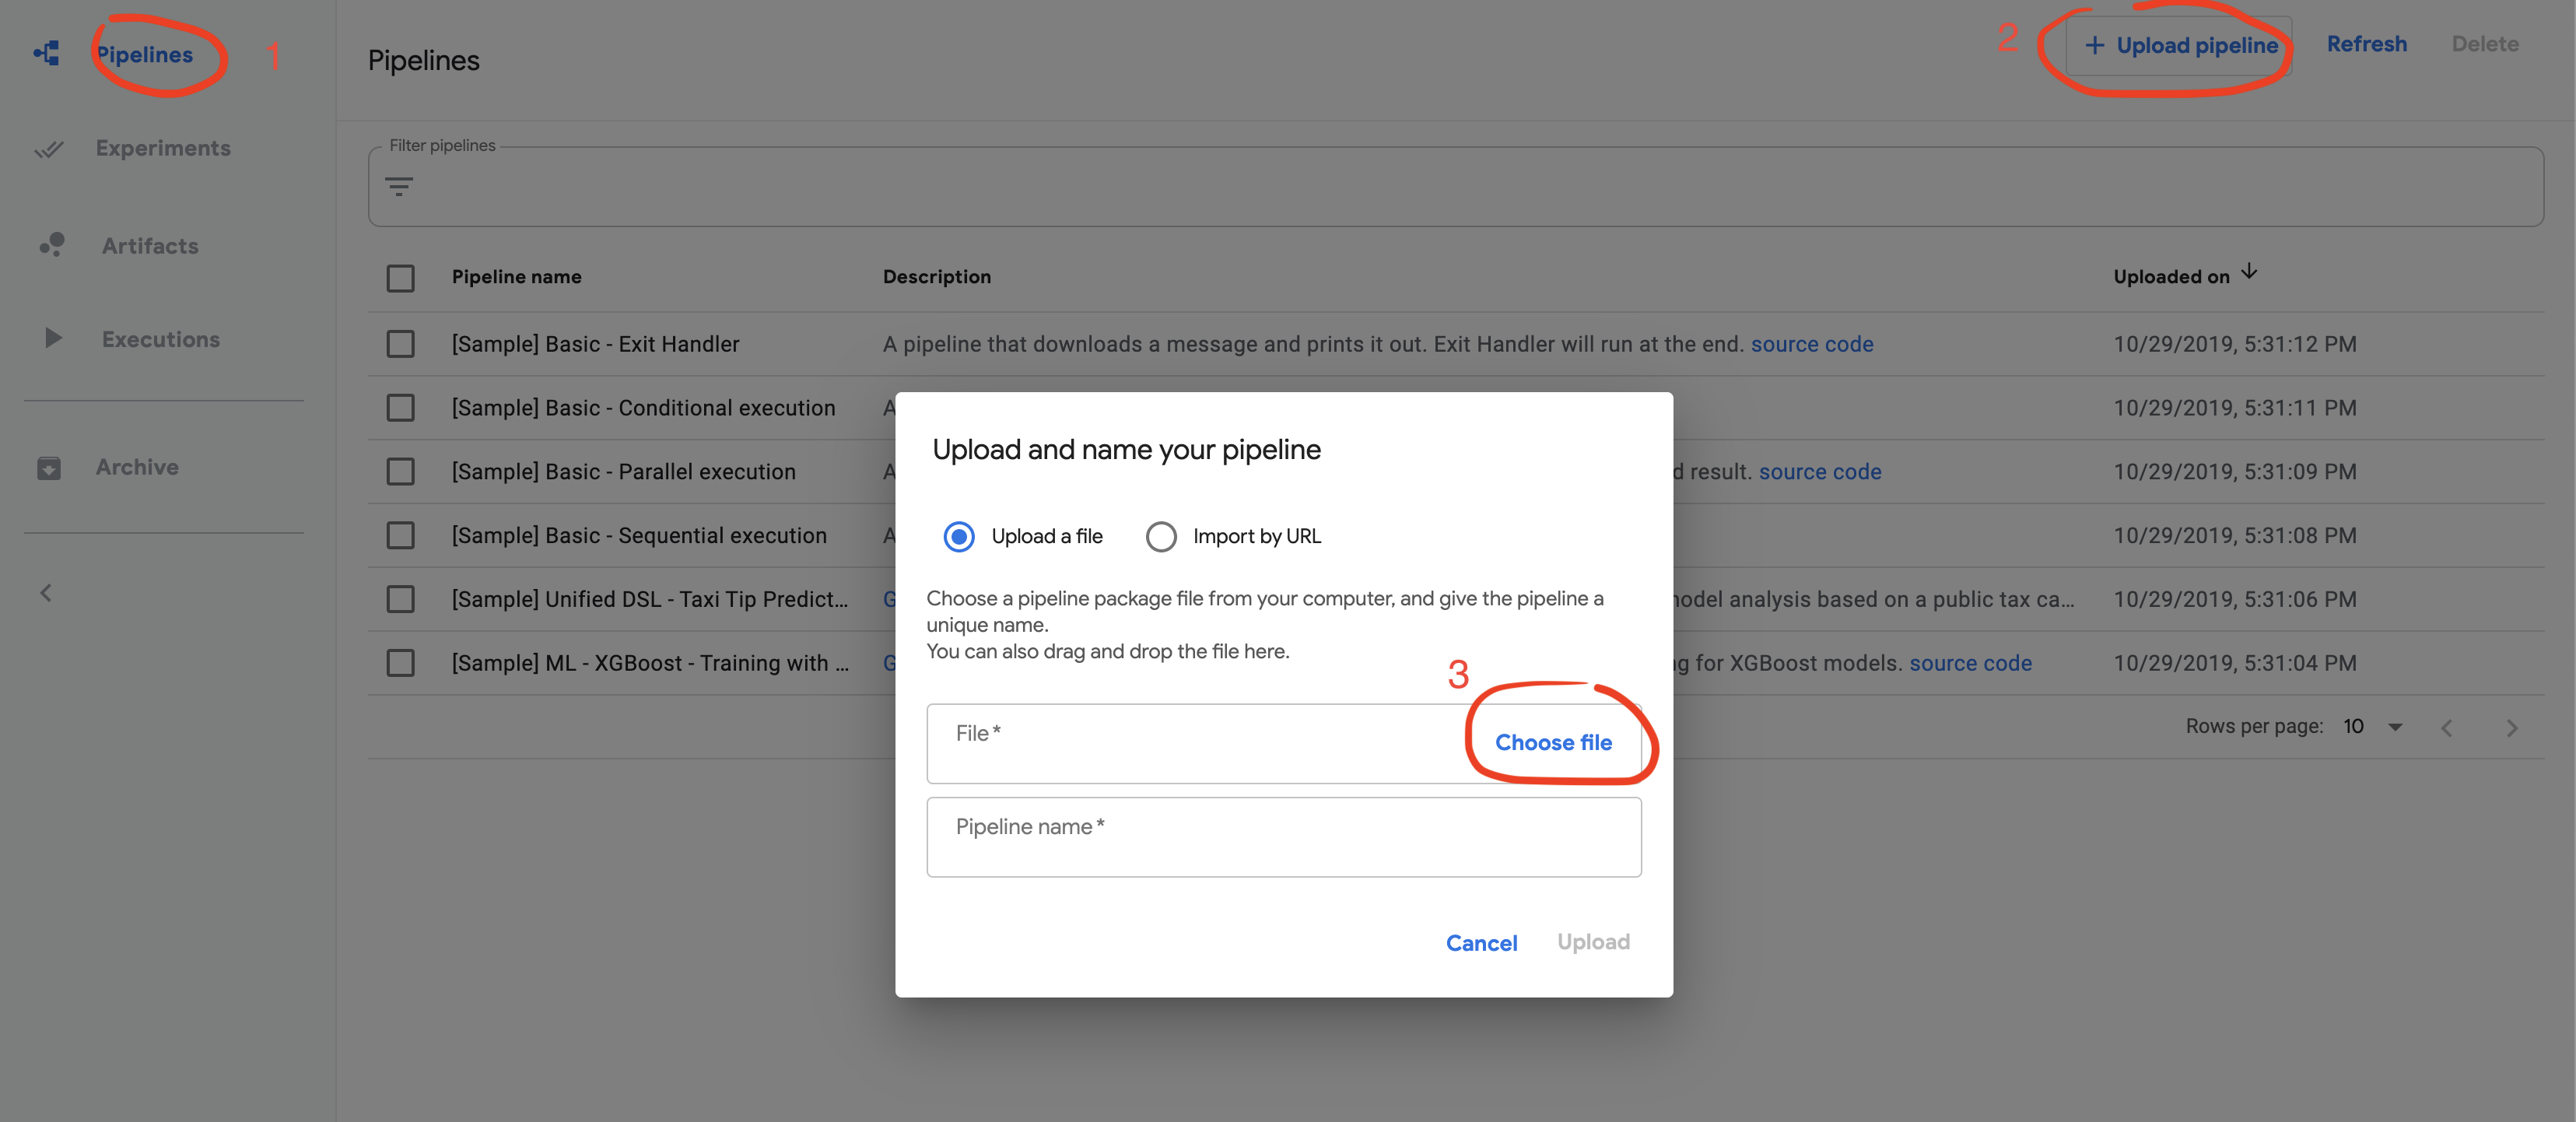 Pipelines
1
Experiments
Artifacts
Executions
Archive
Pipelines
2
+ Upload pipeline
Refresh
Delete
Filter pipelines
Pipeline name Description Uploaded on
[Sample] Basic - Exit Handler A pipeline that downloads a message and prints it out. Exit Handler will run at the end. source code 10/29/2019, 5:31:12 PM
[Sample] Basic - Conditional execution A 10/29/2019, 5:31:11 PM
[Sample] Basic - Parallel execution A d result. source code 10/29/2019, 5:31:09 PM
[Sample] Basic - Sequential execution A 10/29/2019, 5:31:08 PM
[Sample] Unified DSL - Taxi Tip Predict... G model analysis based on a public tax ca... 10/29/2019, 5:31:06 PM
[Sample] ML - XGBoost - Training with ... G g for XGBoost models. source code 10/29/2019, 5:31:04 PM
Rows per page: 10
Upload and name your pipeline
Upload a file
Import by URL
Choose a pipeline package file from your computer, and give the pipeline a
unique name.
You can also drag and drop the file here.
3
File*
Choose file
Pipeline name*
Cancel
Upload